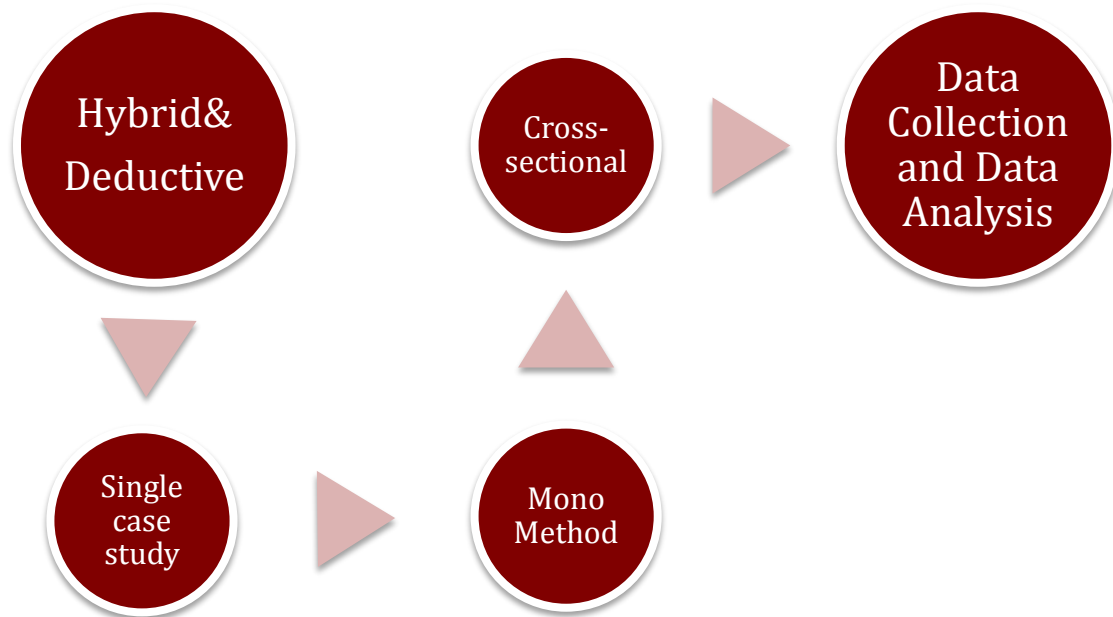 Hybrid&
Deductive
Single
case
study
Mono
Method
Cross-
sectional
Data
Collection
and Data
Analysis